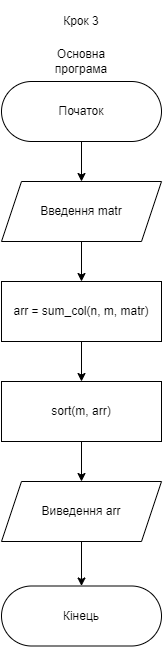 Крок 3
Основна
програма
Початок
Введення matr
arr = sum_col(n, m, matr)
sort(m, arr)
Виведення arr
Кінець